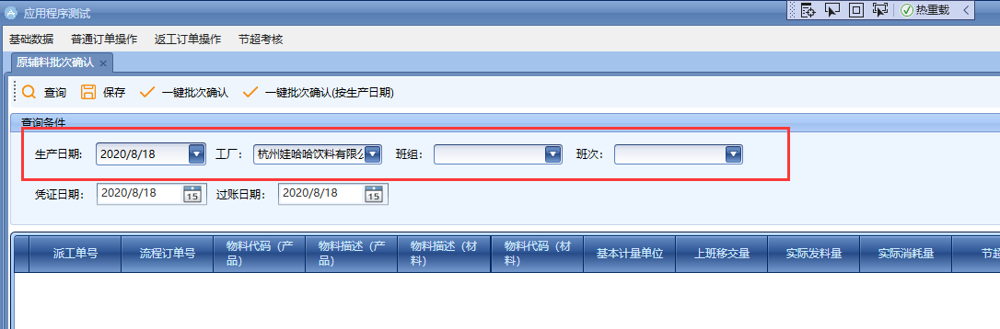 应用程序测试
热重载
基础数据 普通订单操作 返工订单操作 节超考核
原辅料批次确认
查询 保存 一键批次确认 一键批次确认(按生产日期)
查询条件
生产日期: 2020/8/18 工厂: 杭州娃哈哈饮料有限公 班组: 班次:
凭证日期: 2020/8/18 15 过账日期: 2020/8/18 15
派工单号 流程订单号 物料代码（产品） 物料描述（产品） 物料描述（材料） 物料代码（材料） 基本计量单位 上班移交量 实际发料量 实际消耗量 节超